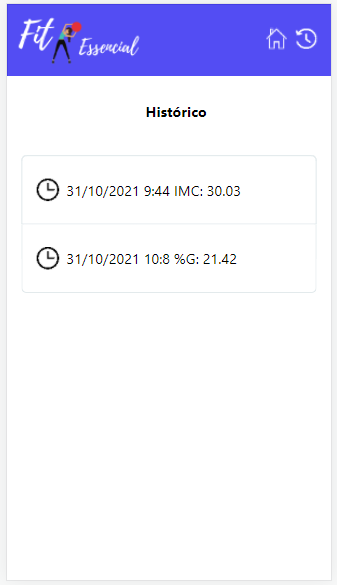 Fit Essencial
Histórico
31/10/2021 9:44 IMC: 30.03
31/10/2021 10:8 %G: 21.42